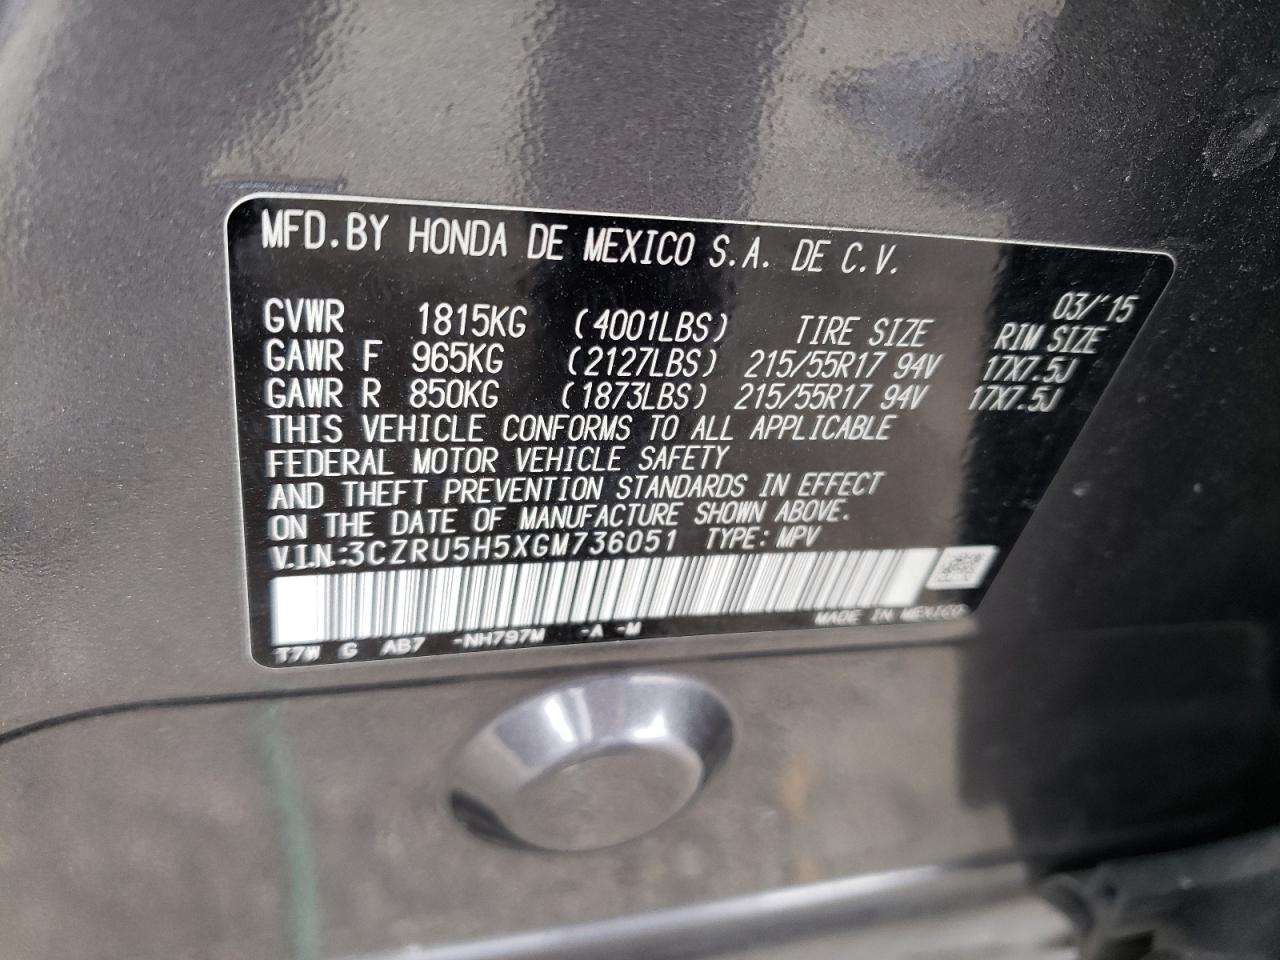 MFD.BY HONDA DE MEXICO S.A. DE C.V.
03/'15
GVWR 1815KG (4001LBS) TIRE SIZE RIM SIZE
GAWR F 965KG (2127LBS) 215/55R17 94V 17X7.5J
GAWR R 850KG (1873LBS) 215/55R17 94V 17X7.5J
THIS VEHICLE CONFORMS TO ALL APPLICABLE
FEDERAL MOTOR VEHICLE SAFETY
AND THEFT PREVENTION STANDARDS IN EFFECT
ON THE DATE OF MANUFACTURE SHOWN ABOVE.
V.I.N.:3CZRU5H5XGM736051 TYPE: MPV
MADE IN MEXICO
T7W G AB7 -NH797M -A -M